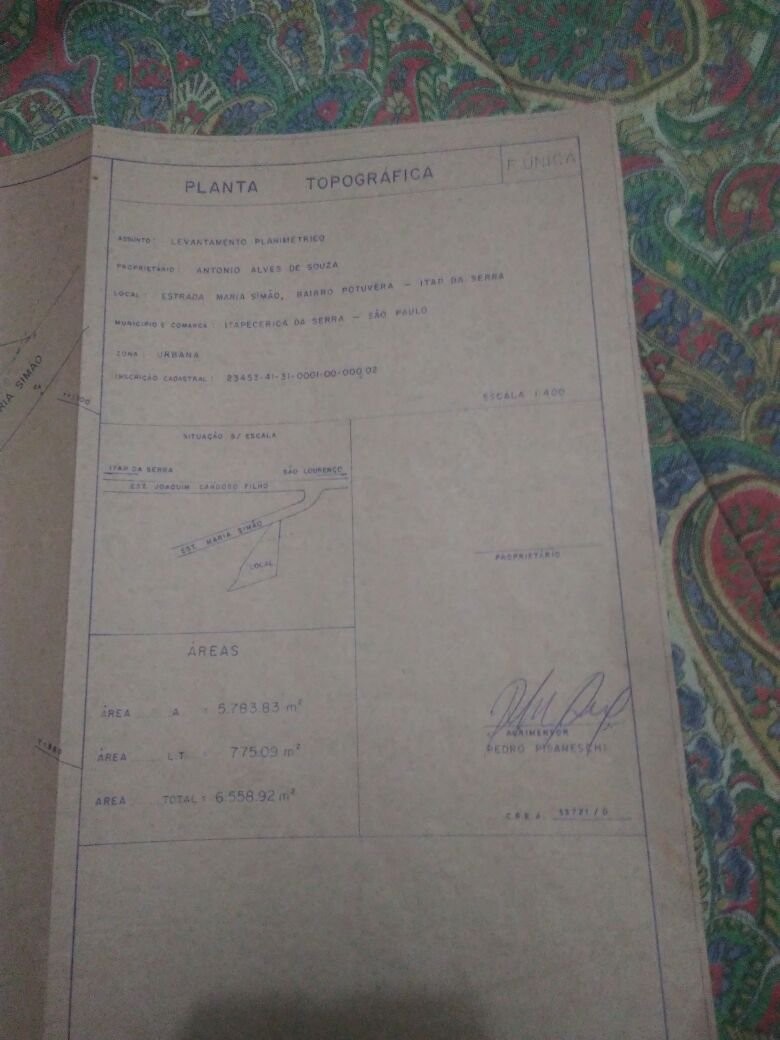 PLANTA TOPOGRÁFICA
F. ÚNICA
ASSUNTO: LEVANTAMENTO PLANIMÉTRICO
PROPRIETÁRIO: ANTONIO ALVES DE SOUZA
LOCAL: ESTRADA MARIA SIMÃO, BAIRRO POTUVERA – ITAP. DA SERRA
MUNICIPIO E COMARCA: ITAPECERICA DA SERRA – SÃO PAULO
ZONA: URBANA
INSCRIÇÃO CADASTRAL: 23453-41-31-0001-00-000,02
ESCALA 1:400
SITUAÇÃO S/ ESCALA
ITAP. DA SERRA
SÃO LOURENÇO
EST. JOAQUIM CARDOSO FILHO
EST. MARIA SIMÃO
LOCAL
PROPRIETÁRIO
ÁREAS
ÁREA A = 5.783.83 m²
ÁREA L.T. 775.09 m²
ÁREA TOTAL = 6.558.92 m²
AGRIMENSOR
PEDRO
CREA
SIMÃO